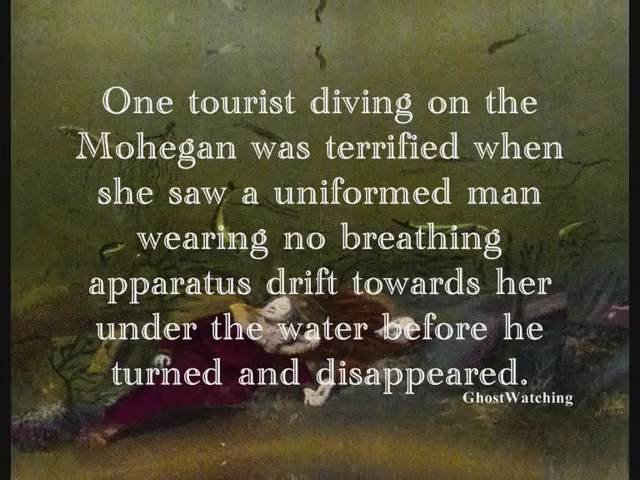 One tourist diving on the
Mohegan was terrified when
she saw a uniformed man
wearing no breathing
apparatus drift towards her
under the water before he
turned and disappeared.
GhostWatching